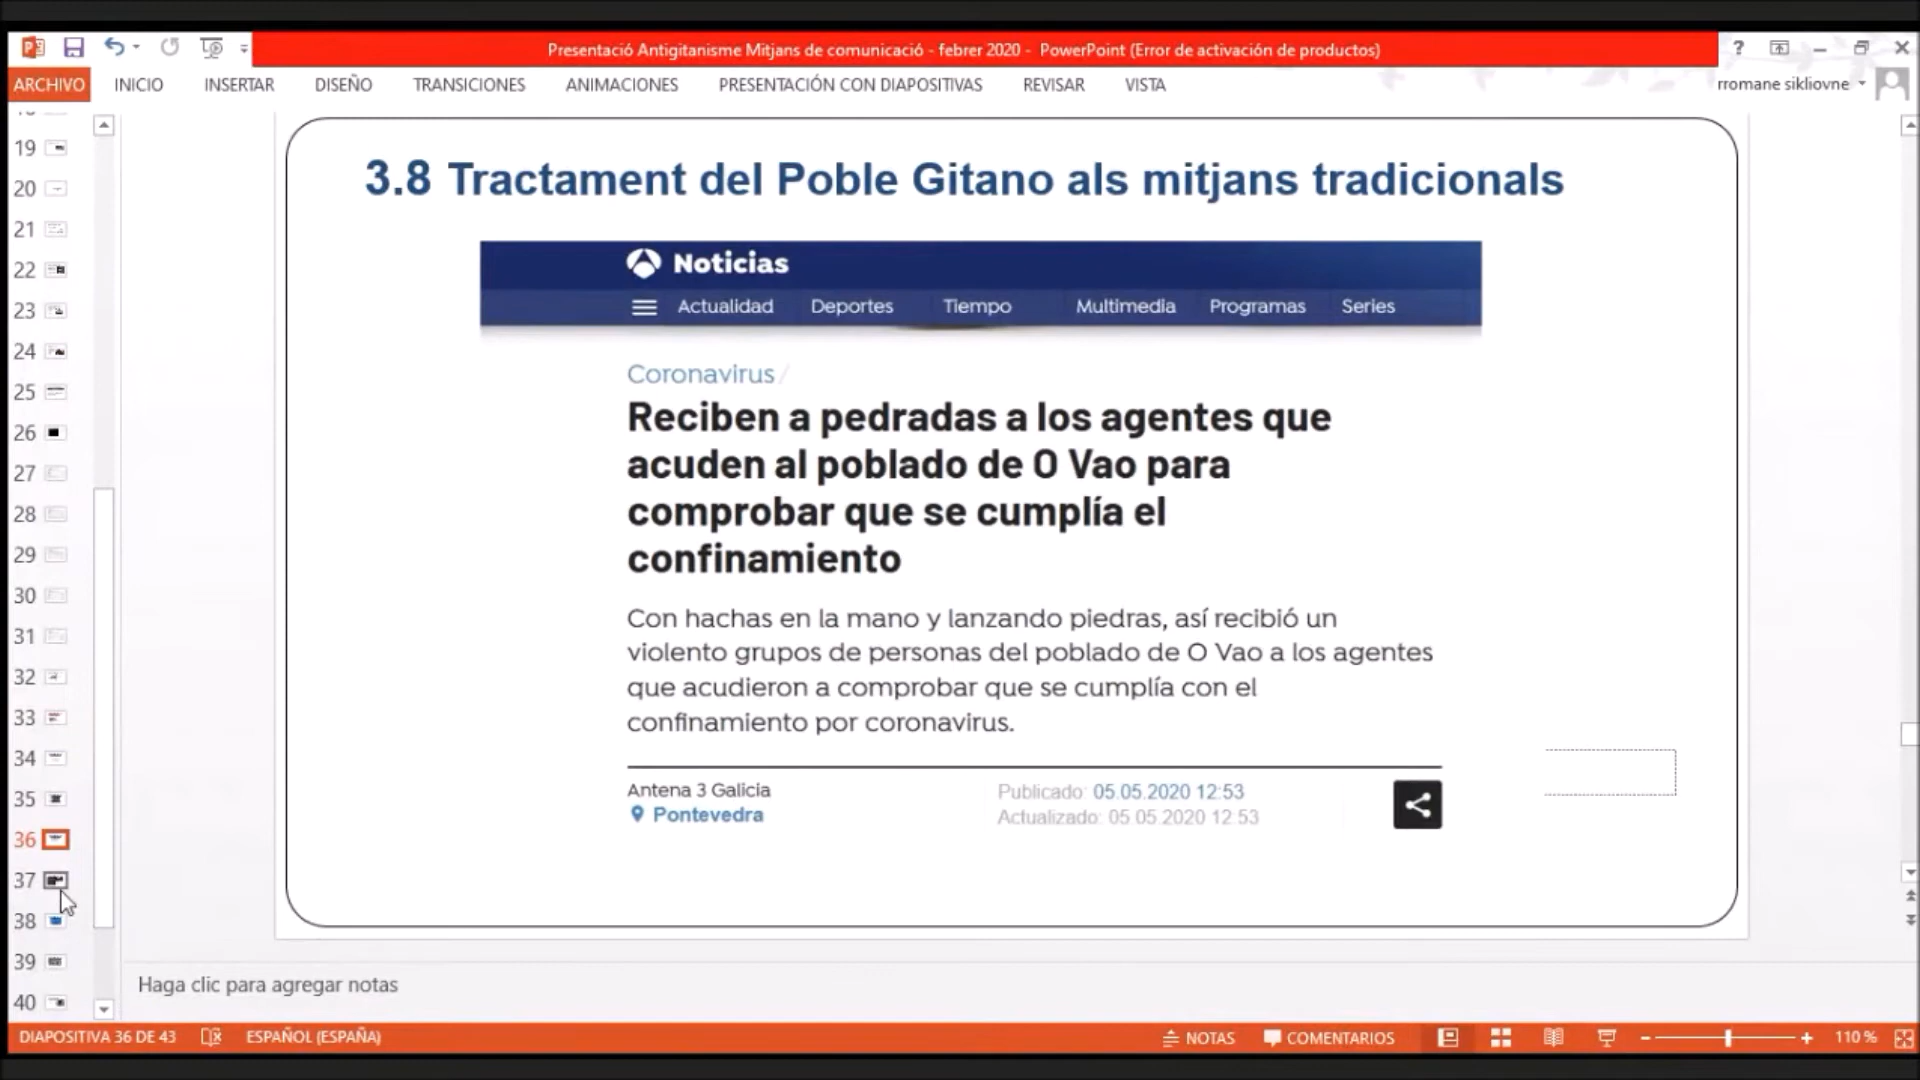 Presentació Antigitanisme Mitjans de comunicació - febrer 2020 - PowerPoint (Error de activación de productos)
?
ARCHIVO INICIO INSERTAR DISEÑO TRANSICIONES ANIMACIONES PRESENTACIÓN CON DIAPOSITIVAS REVISAR VISTA
rromane sikliovne
19
20
21
22
23
24
25
26
27
28
29
30
31
32
33
34
35
36
37
38
39
40
3.8 Tractament del Poble Gitano als mitjans tradicionals
Noticias
Actualidad Deportes Tiempo Multimedia Programas Series
Coronavirus /
Reciben a pedradas a los agentes que
acuden al poblado de O Vao para
comprobar que se cumplía el
confinamiento
Con hachas en la mano y lanzando piedras, así recibió un
violento grupos de personas del poblado de O Vao a los agentes
que acudieron a comprobar que se cumplía con el
confinamiento por coronavirus.
Antena 3 Galicia
Pontevedra
Publicado: 05.05.2020 12:53
Actualizado: 05.05.2020 12:53
Haga clic para agregar notas
DIAPOSITIVA 36 DE 43 ESPAÑOL (ESPAÑA) NOTAS COMENTARIOS 110 %